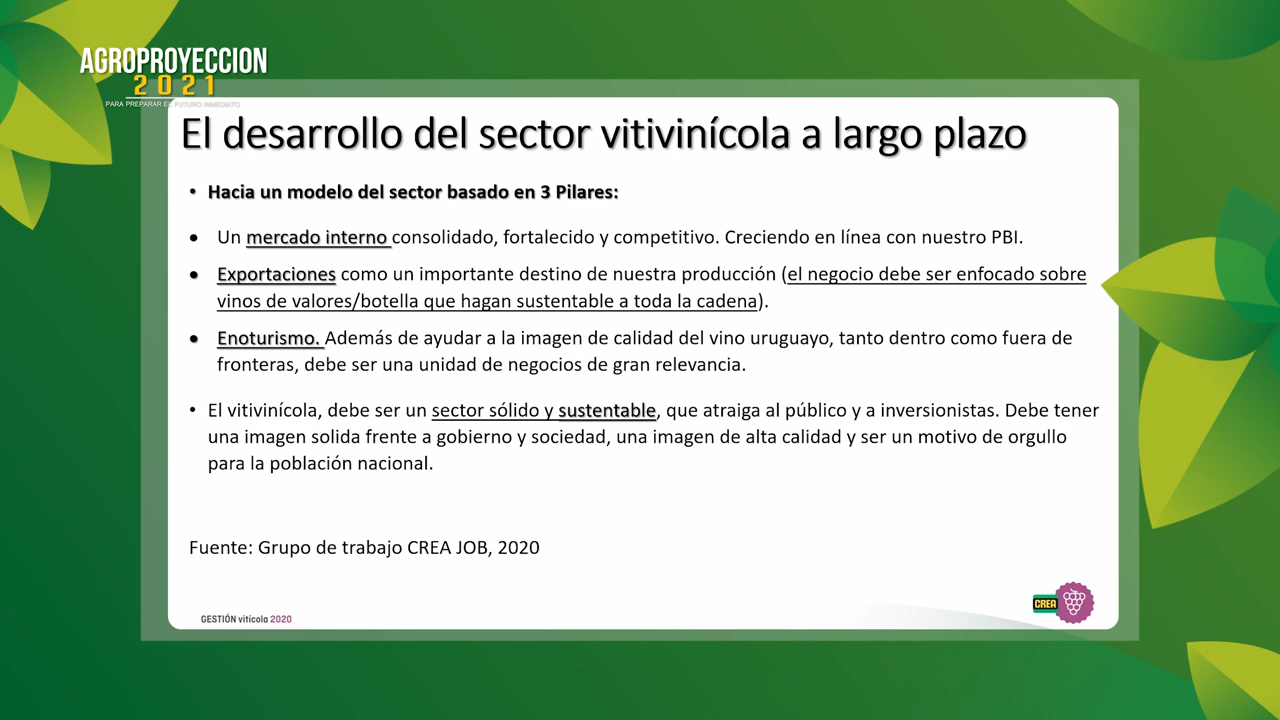 AGROPROYECCION
2021
PARA PREPARAR EL FUTURO INMEDIATO
El desarrollo del sector vitivinícola a largo plazo
• Hacia un modelo del sector basado en 3 Pilares:
• Un mercado interno consolidado, fortalecido y competitivo. Creciendo en línea con nuestro PBI.
• Exportaciones como un importante destino de nuestra producción (el negocio debe ser enfocado sobre
vinos de valores/botella que hagan sustentable a toda la cadena).
• Enoturismo. Además de ayudar a la imagen de calidad del vino uruguayo, tanto dentro como fuera de
fronteras, debe ser una unidad de negocios de gran relevancia.
• El vitivinícola, debe ser un sector sólido y sustentable, que atraiga al público y a inversionistas. Debe tener
una imagen solida frente a gobierno y sociedad, una imagen de alta calidad y ser un motivo de orgullo
para la población nacional.
Fuente: Grupo de trabajo CREA JOB, 2020
GESTIÓN vitícola 2020
CREA